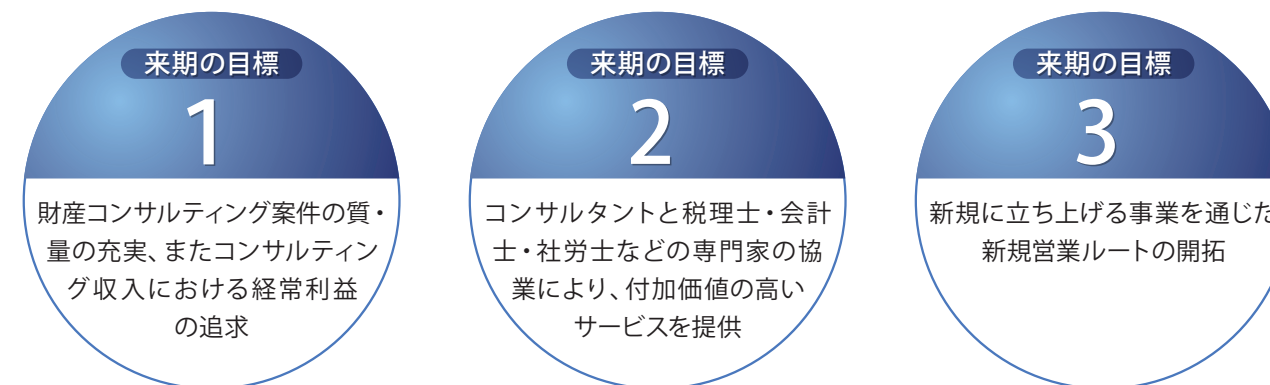 来期の目標
1
財産コンサルティング案件の質・
量の充実、またコンサルティン
グ収入における経常利益
の追求
来期の目標
2
コンサルタントと税理士・会計
士・社労士などの専門家の協
業により、付加価値の高い
サービスを提供
来期の目標
3
新規に立ち上げる事業を通じた
新規営業ルートの開拓